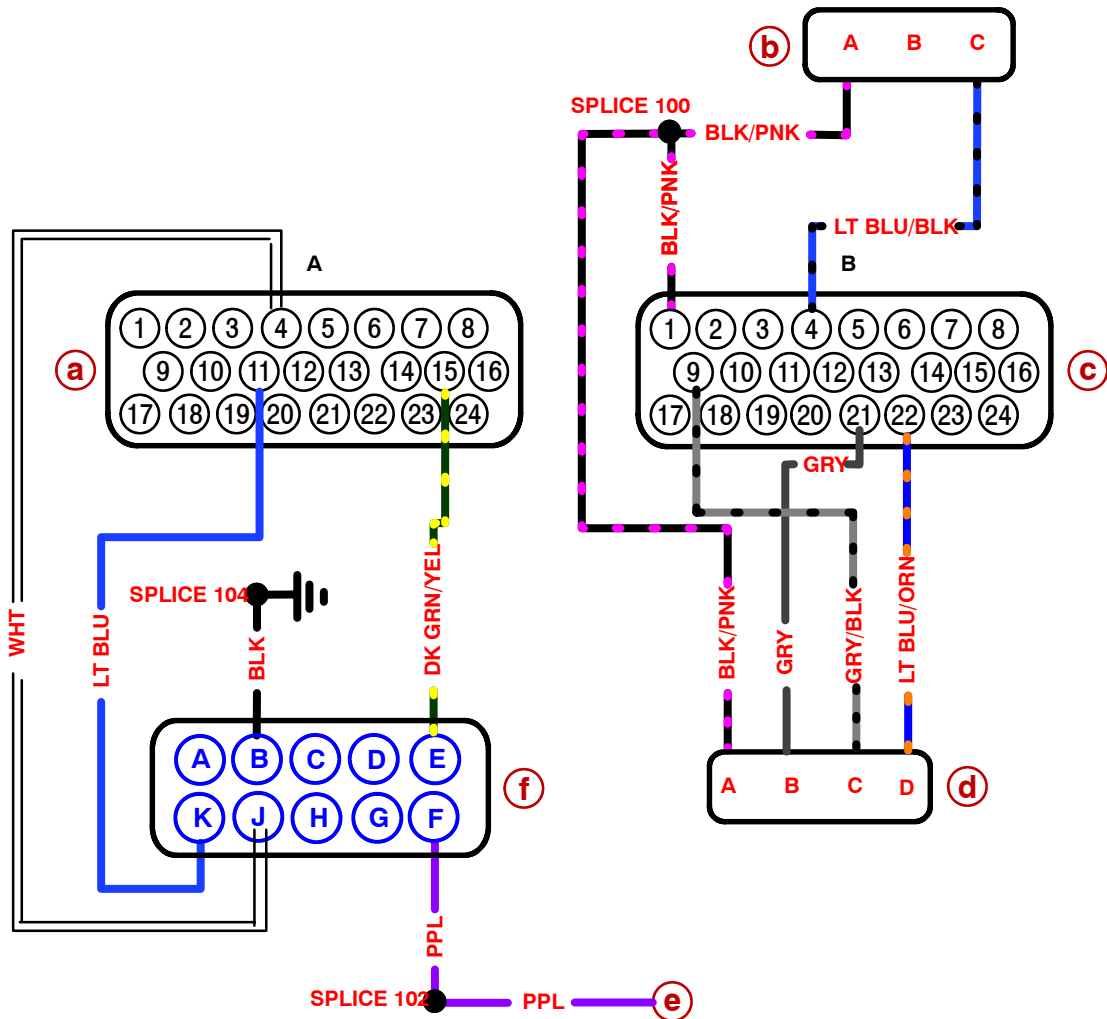 b
A B C
SPLICE 100
BLK/PNK
BLK/PNK
LT BLU/BLK
A
B
a
1 2 3 4 5 6 7 8
9 10 11 12 13 14 15 16
17 18 19 20 21 22 23 24
c
1 2 3 4 5 6 7 8
9 10 11 12 13 14 15 16
17 18 19 20 21 22 23 24
GRY
WHT
LT BLU
SPLICE 104
BLK
DK GRN/YEL
BLK/PNK
GRY
GRY/BLK
LT BLU/ORN
f
A B C D E
K J H G F
d
A B C D
PPL
SPLICE 102
PPL
e